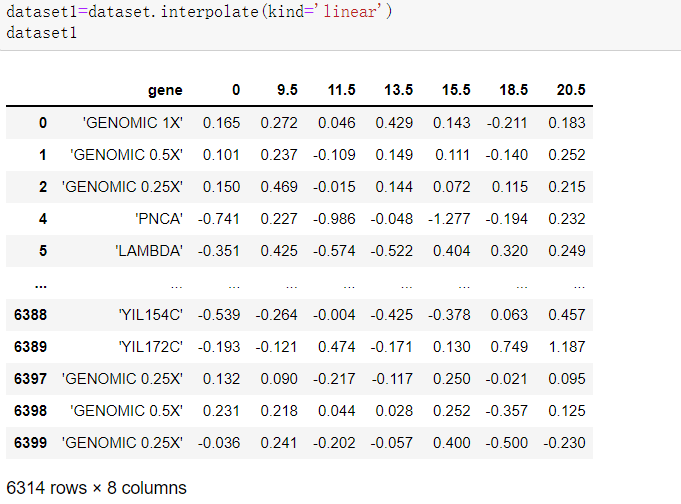 dataset1=dataset.interpolate(kind='linear')
dataset1
gene 0 9.5 11.5 13.5 15.5 18.5 20.5
0 'GENOMIC 1X' 0.165 0.272 0.046 0.429 0.143 -0.211 0.183
1 'GENOMIC 0.5X' 0.101 0.237 -0.109 0.149 0.111 -0.140 0.252
2 'GENOMIC 0.25X' 0.150 0.469 -0.015 0.144 0.072 0.115 0.215
4 'PNCA' -0.741 0.227 -0.986 -0.048 -1.277 -0.194 0.232
5 'LAMBDA' -0.351 0.425 -0.574 -0.522 0.404 0.320 0.249
... ... ... ... ... ... ... ... ...
6388 'YIL154C' -0.539 -0.264 -0.004 -0.425 -0.378 0.063 0.457
6389 'YIL172C' -0.193 -0.121 0.474 -0.171 0.130 0.749 1.187
6397 'GENOMIC 0.25X' 0.132 0.090 -0.217 -0.117 0.250 -0.021 0.095
6398 'GENOMIC 0.5X' 0.231 0.218 0.044 0.028 0.252 -0.357 0.125
6399 'GENOMIC 0.25X' -0.036 0.241 -0.202 -0.057 0.400 -0.500 -0.230
6314 rows × 8 columns